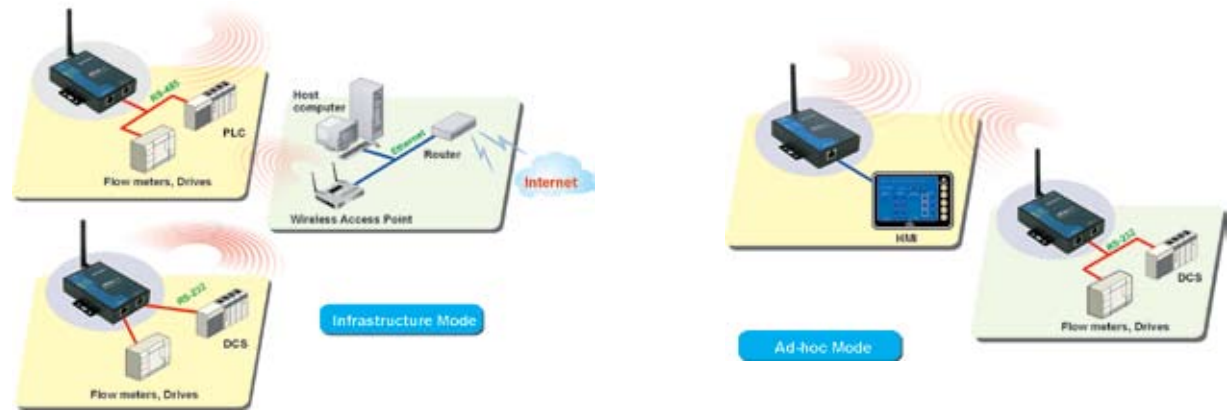 RS-485
PLC
Flow meters, Drives
Host
computer
Ethernet
Router
Internet
Wireless Access Point
RS-232
DCS
Flow meters, Drives
Infrastructure Mode
HMI
RS-232
DCS
Flow meters, Drives
Ad-hoc Mode